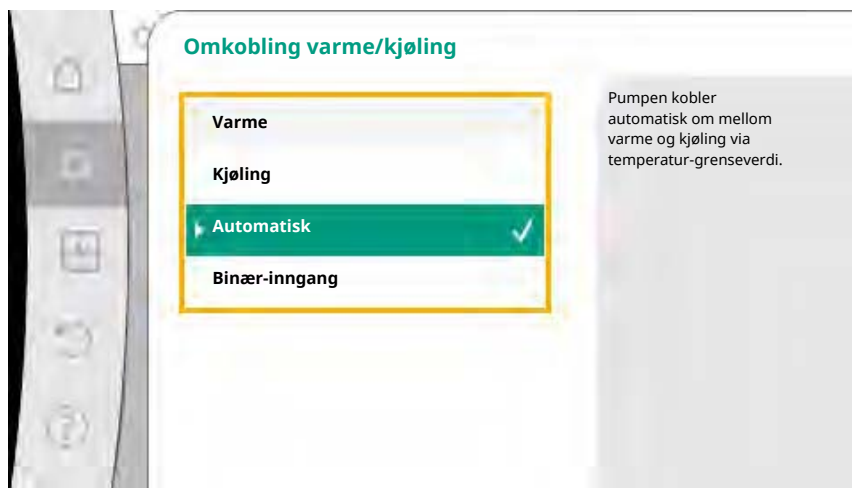 Omkobling varme/kjøling
Varme
Kjøling
Automatisk
Binær-inngang
Pumpen kobler
automatisk om mellom
varme og kjøling via
temperatur-grenseverdi.